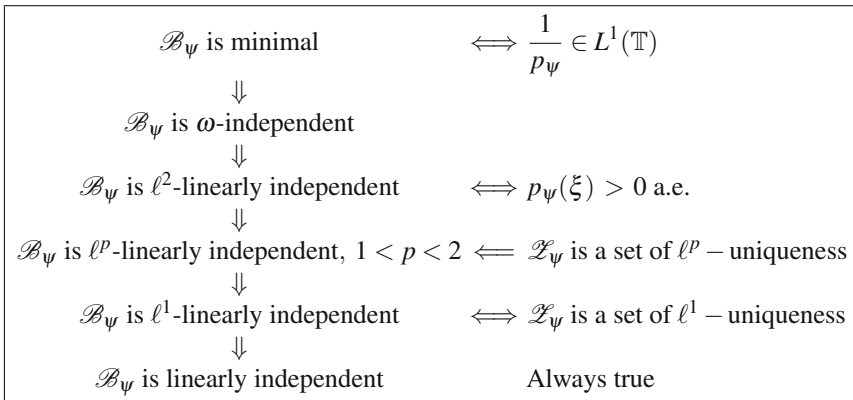 ℬ_ψ is minimal ⟺ 1/p_ψ ∈ L¹(𝕋)
⇓
ℬ_ψ is ω-independent
⇓
ℬ_ψ is ℓ²-linearly independent ⟺ p_ψ(ξ) > 0 a.e.
⇓
ℬ_ψ is ℓᵖ-linearly independent, 1 < p < 2 ⟸ 𝒵_ψ is a set of ℓᵖ − uniqueness
⇓
ℬ_ψ is ℓ¹-linearly independent ⟺ 𝒵_ψ is a set of ℓ¹ − uniqueness
⇓
ℬ_ψ is linearly independent Always true